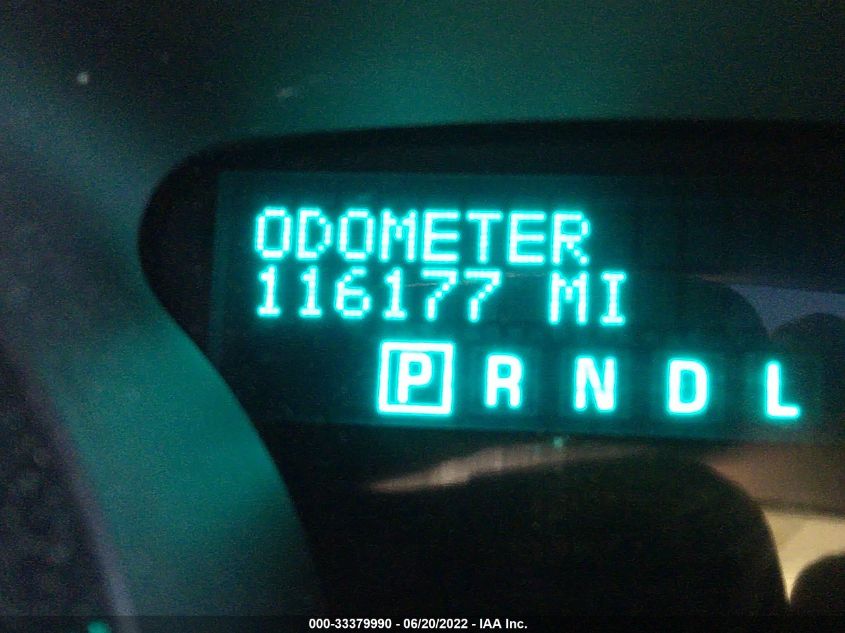 ODOMETER
116177 MI
P R N D L
000-33379990 - 06/20/2022 - IAA Inc.